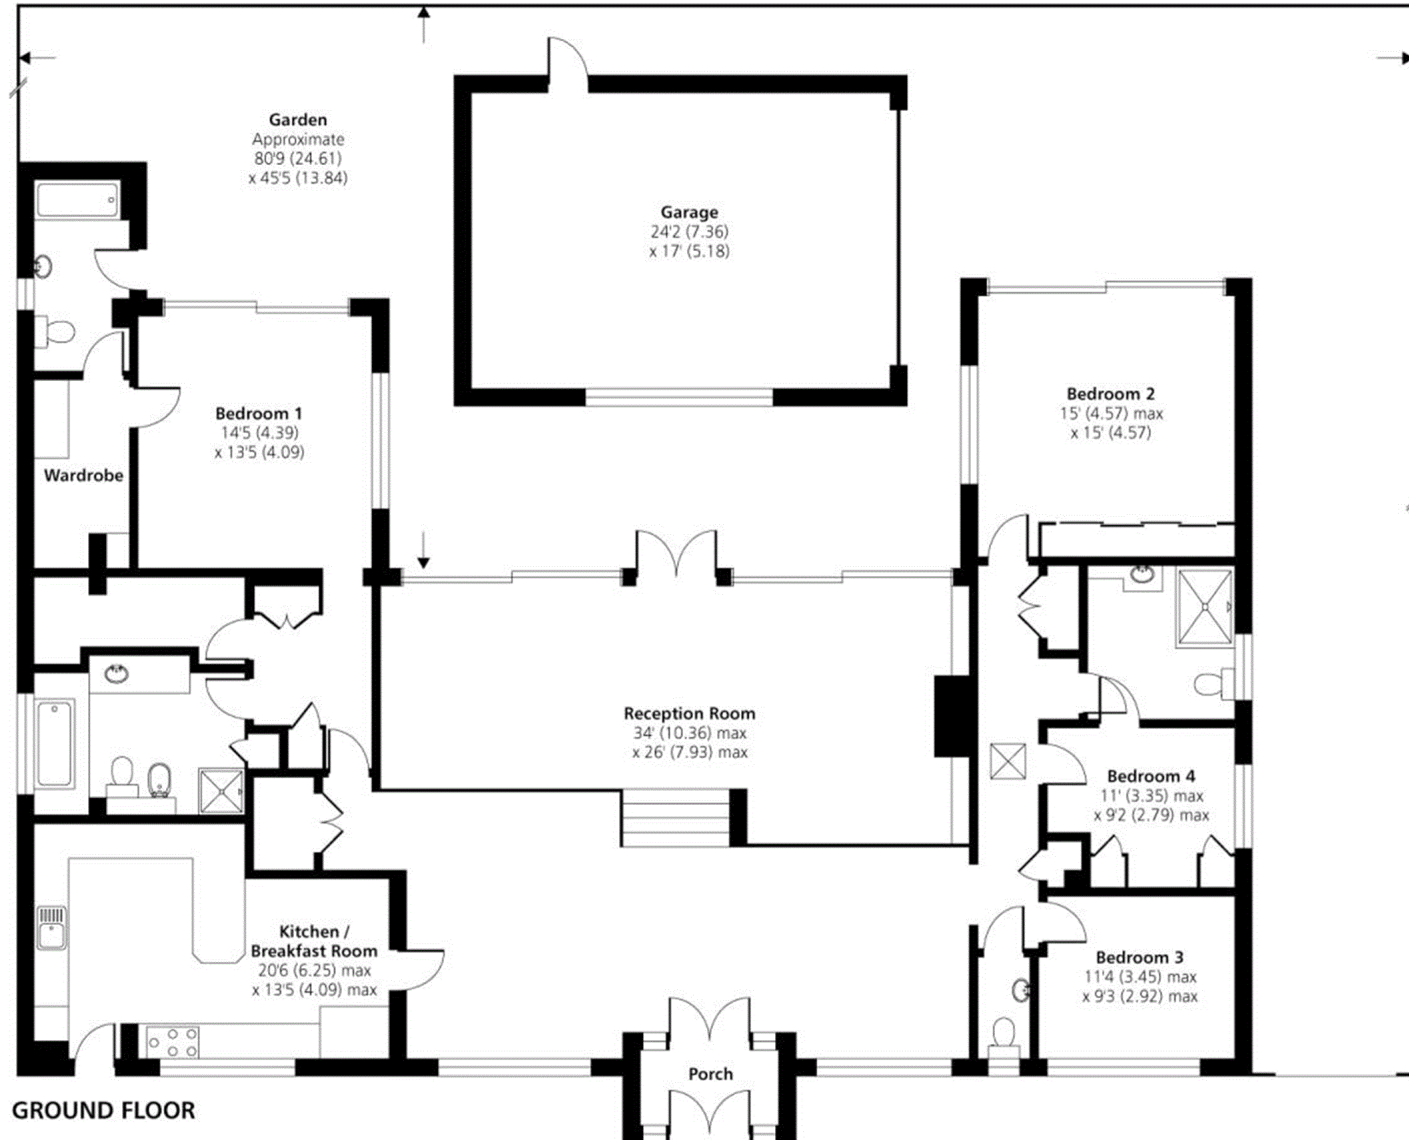 Garden
Approximate
80'9 (24.61)
x 45'5 (13.84)
Garage
24'2 (7.36)
x 17' (5.18)
Bedroom 1
14'5 (4.39)
x 13'5 (4.09)
Bedroom 2
15' (4.57) max
x 15' (4.57)
Wardrobe
Reception Room
34' (10.36) max
x 26' (7.93) max
Bedroom 4
11' (3.35) max
x 9'2 (2.79) max
Kitchen /
Breakfast Room
20'6 (6.25) max
x 13'5 (4.09) max
Bedroom 3
11'4 (3.45) max
x 9'3 (2.92) max
Porch
GROUND FLOOR